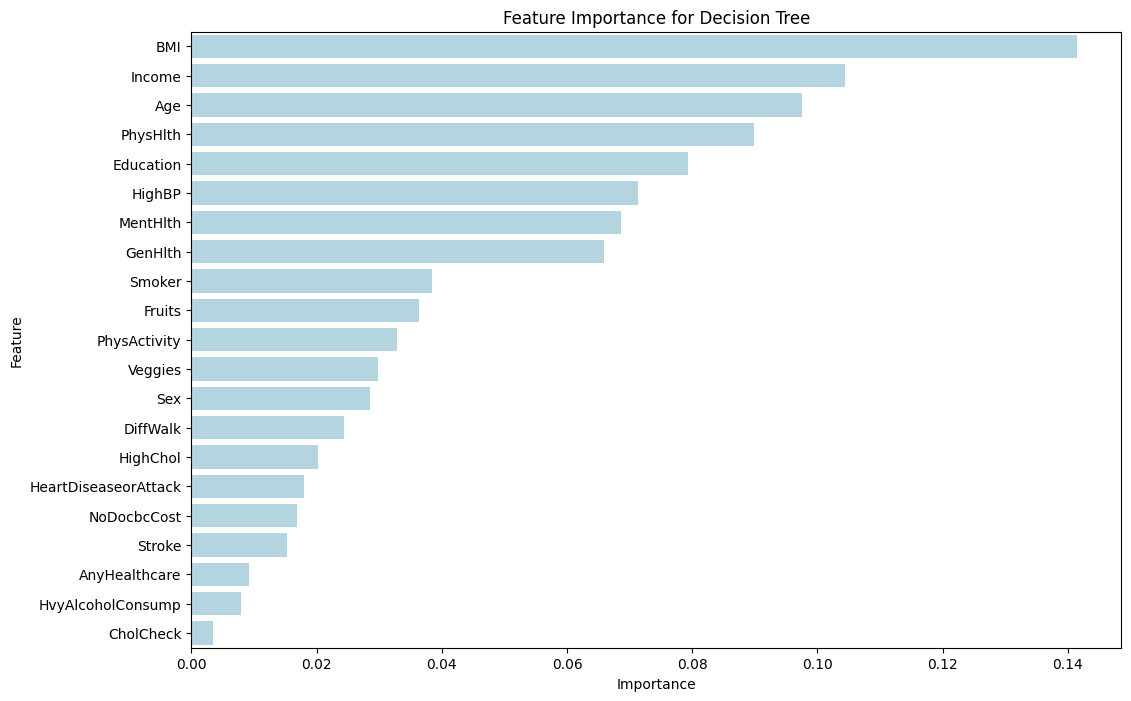 Feature Importance for Decision Tree
BMI
Income
Age
PhysHlth
Education
HighBP
MentHlth
GenHlth
Smoker
Fruits
PhysActivity
Veggies
Sex
DiffWalk
HighChol
HeartDiseaseorAttack
NoDocbcCost
Stroke
AnyHealthcare
HvyAlcoholConsump
CholCheck
Feature
0.00 0.02 0.04 0.06 0.08 0.10 0.12 0.14
Importance